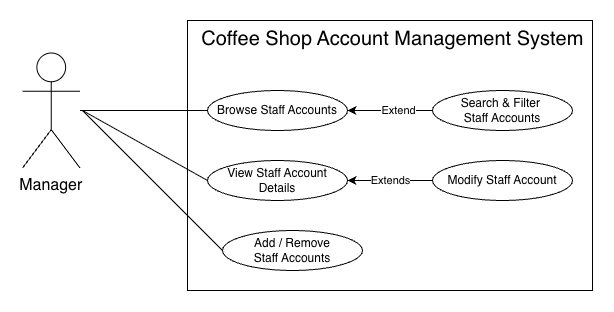 Coffee Shop Account Management System
Browse Staff Accounts
Extend
Search & Filter
Staff Accounts
Manager
View Staff Account
Details
Extends
Modify Staff Account
Add / Remove
Staff Accounts